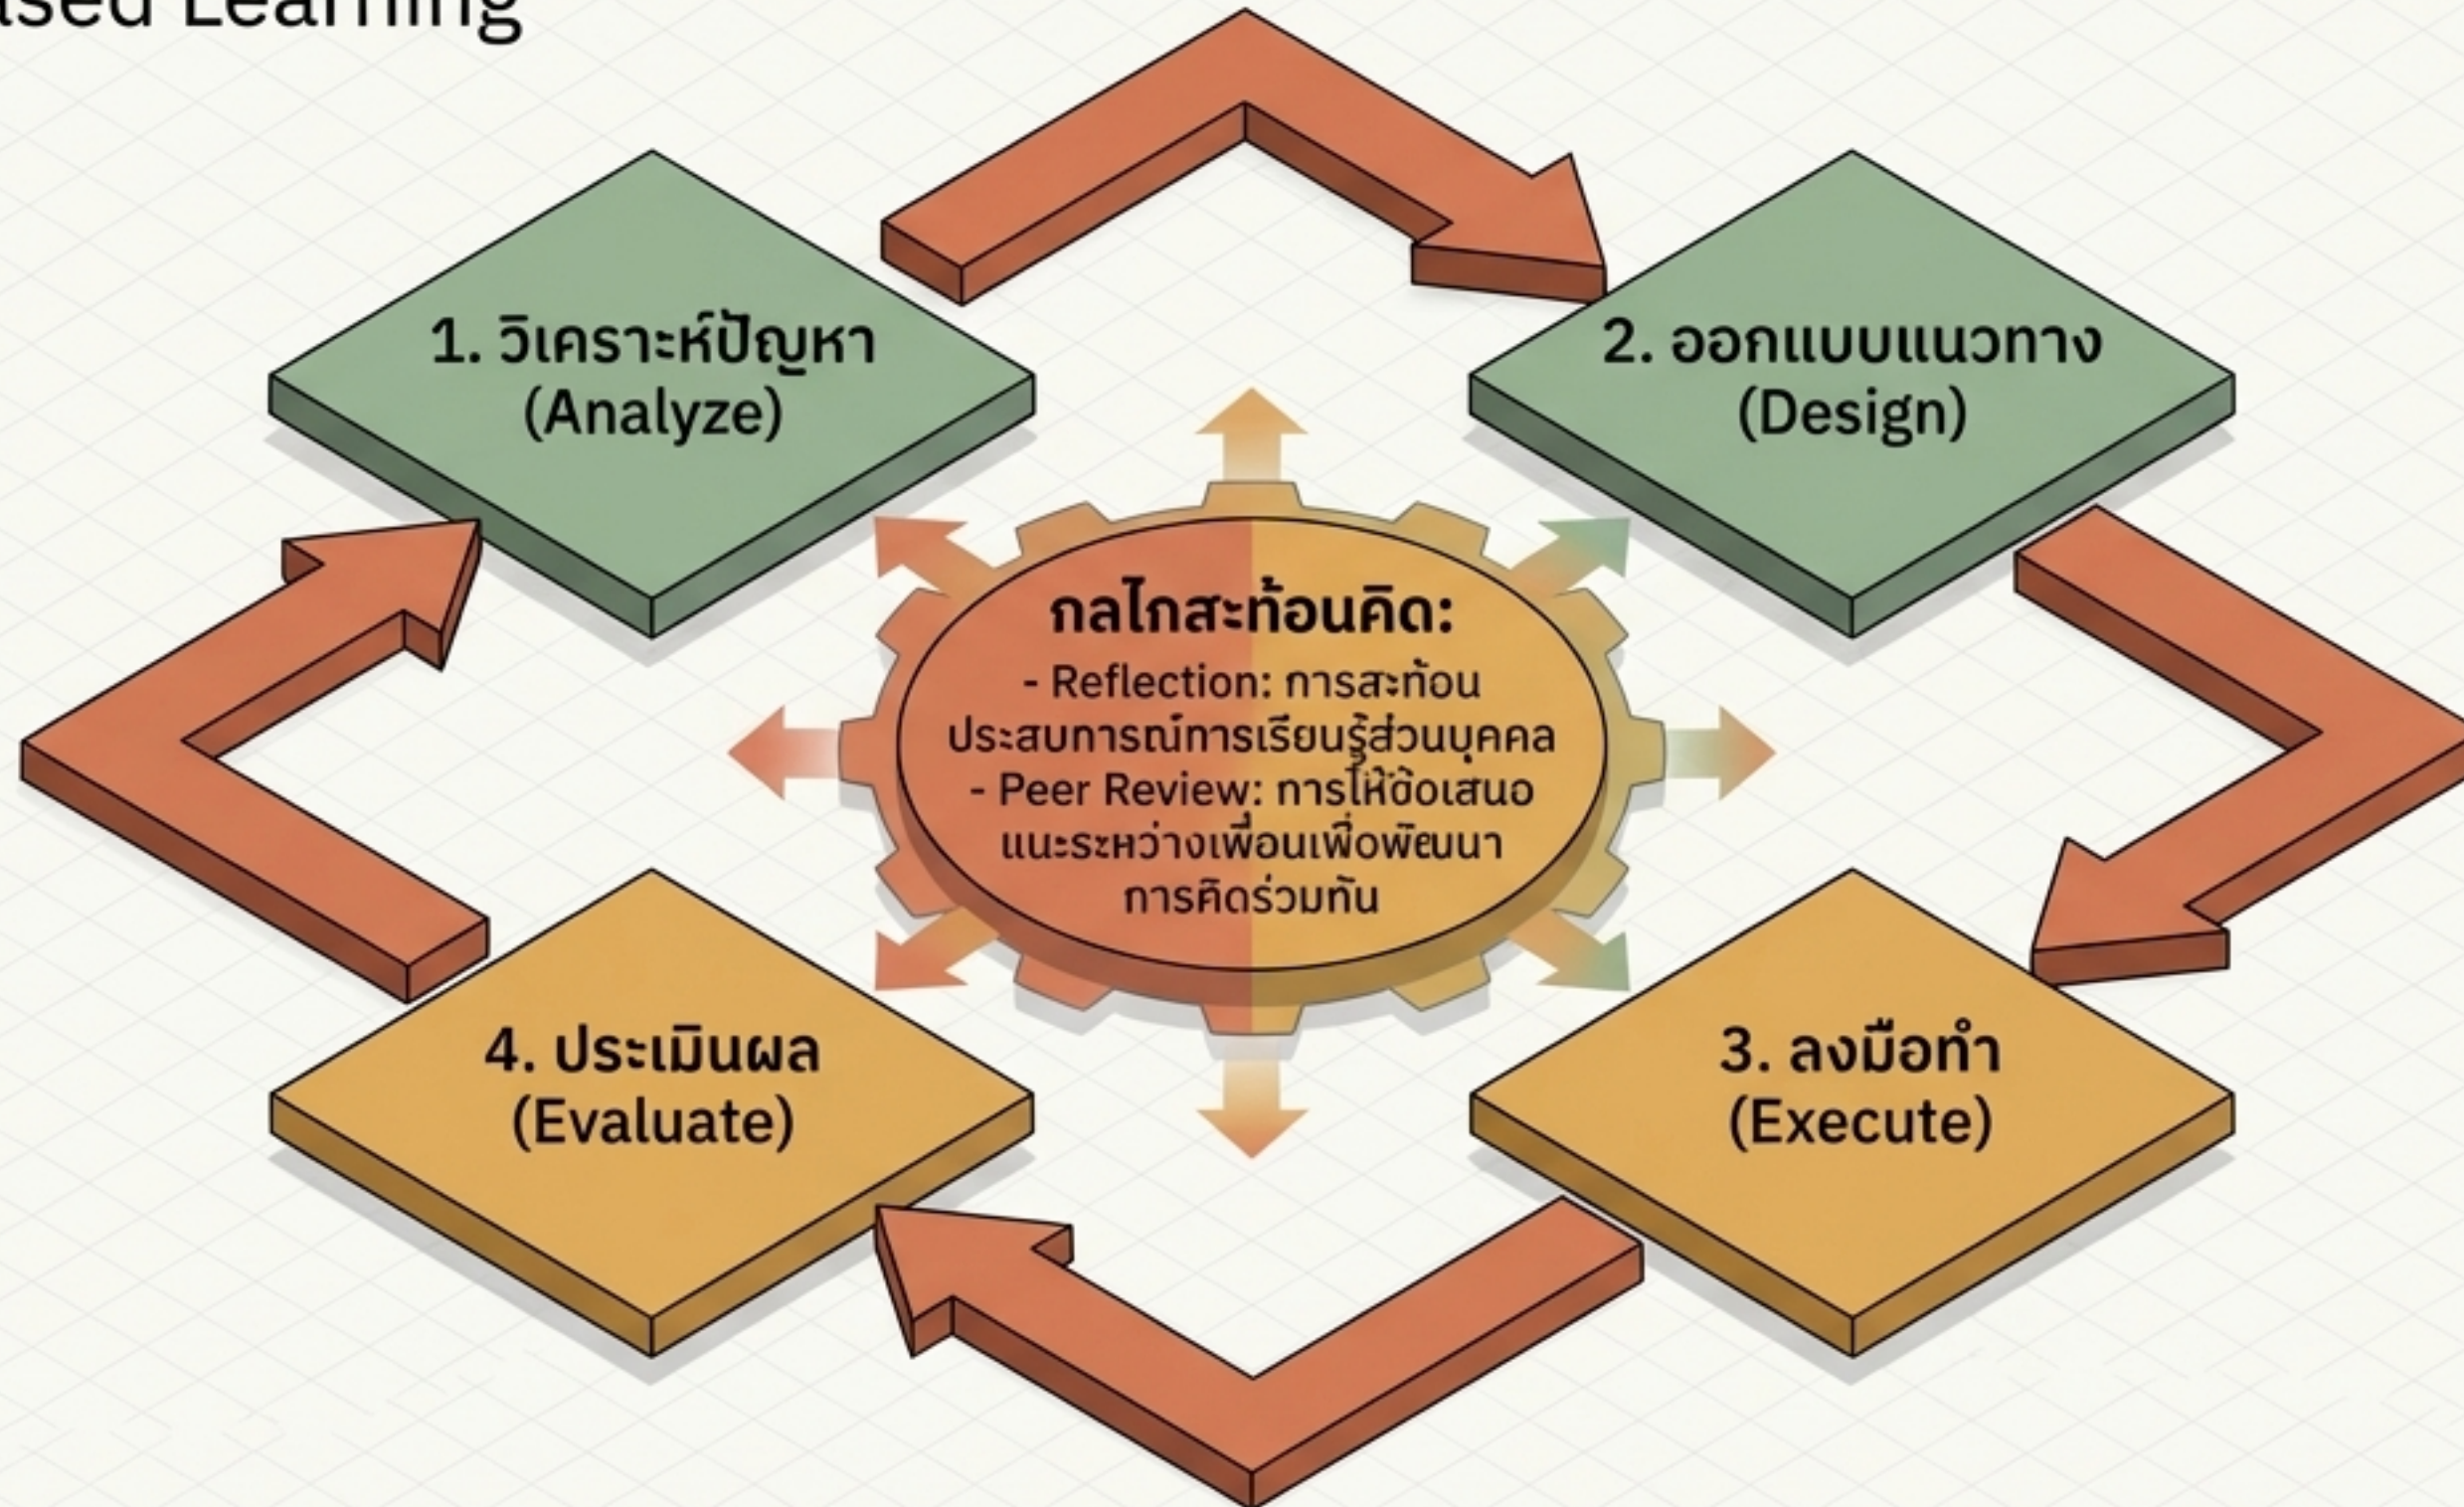 ased Learning
1. วิเคราะห์ปัญหา
(Analyze)
2. ออกแบบแนวทาง
(Design)
กลไกสะท้อนคิด:
- Reflection: การสะท้อน
ประสบการณ์การเรียนรู้ส่วนบุคคล
- Peer Review: การให้ข้อเสนอ
แนะระหว่างเพื่อนเพื่อ
การคิดร่วมทัน
4. ประเมินผล
(Evaluate)
3. ลงมือทำ
(Execute)